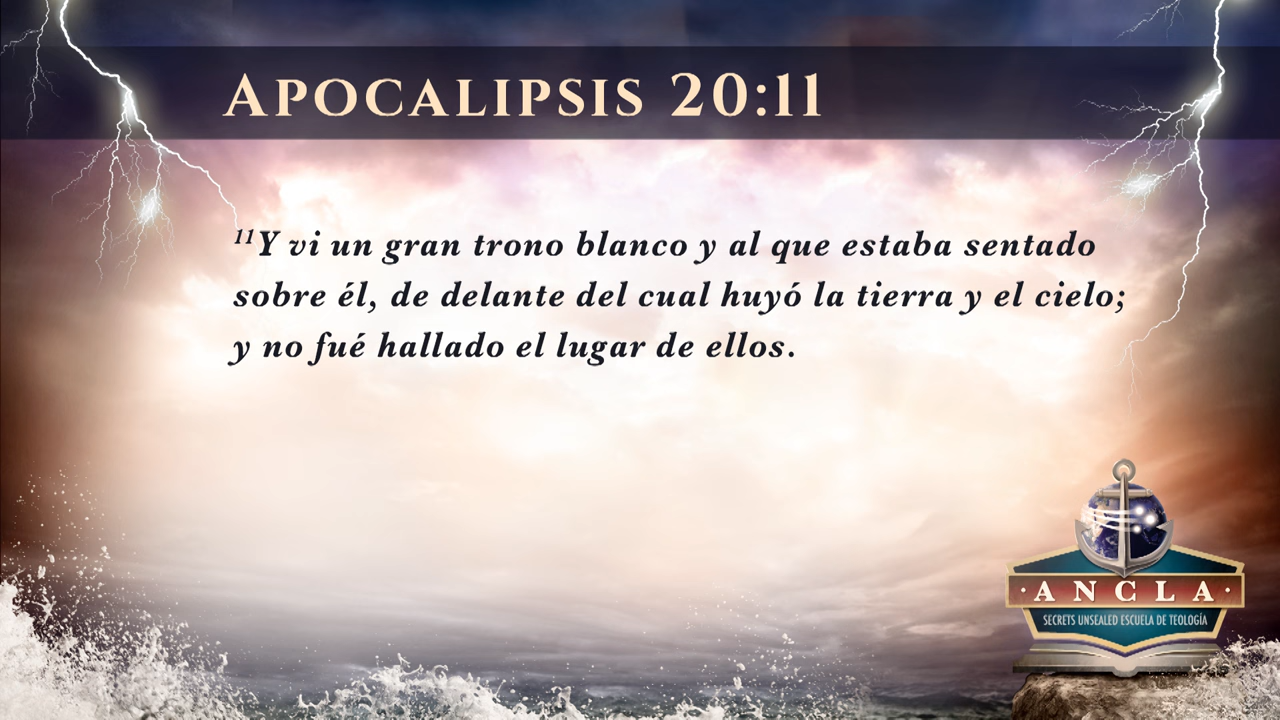 APOCALIPSIS 20:11
11Y vi un gran trono blanco y al que estaba sentado
sobre él, de delante del cual huyó la tierra y el cielo;
y no fué hallado el lugar de ellos.
· ANCLA ·
SECRETS UNSEALED ESCUELA DE TEOLOGÍA